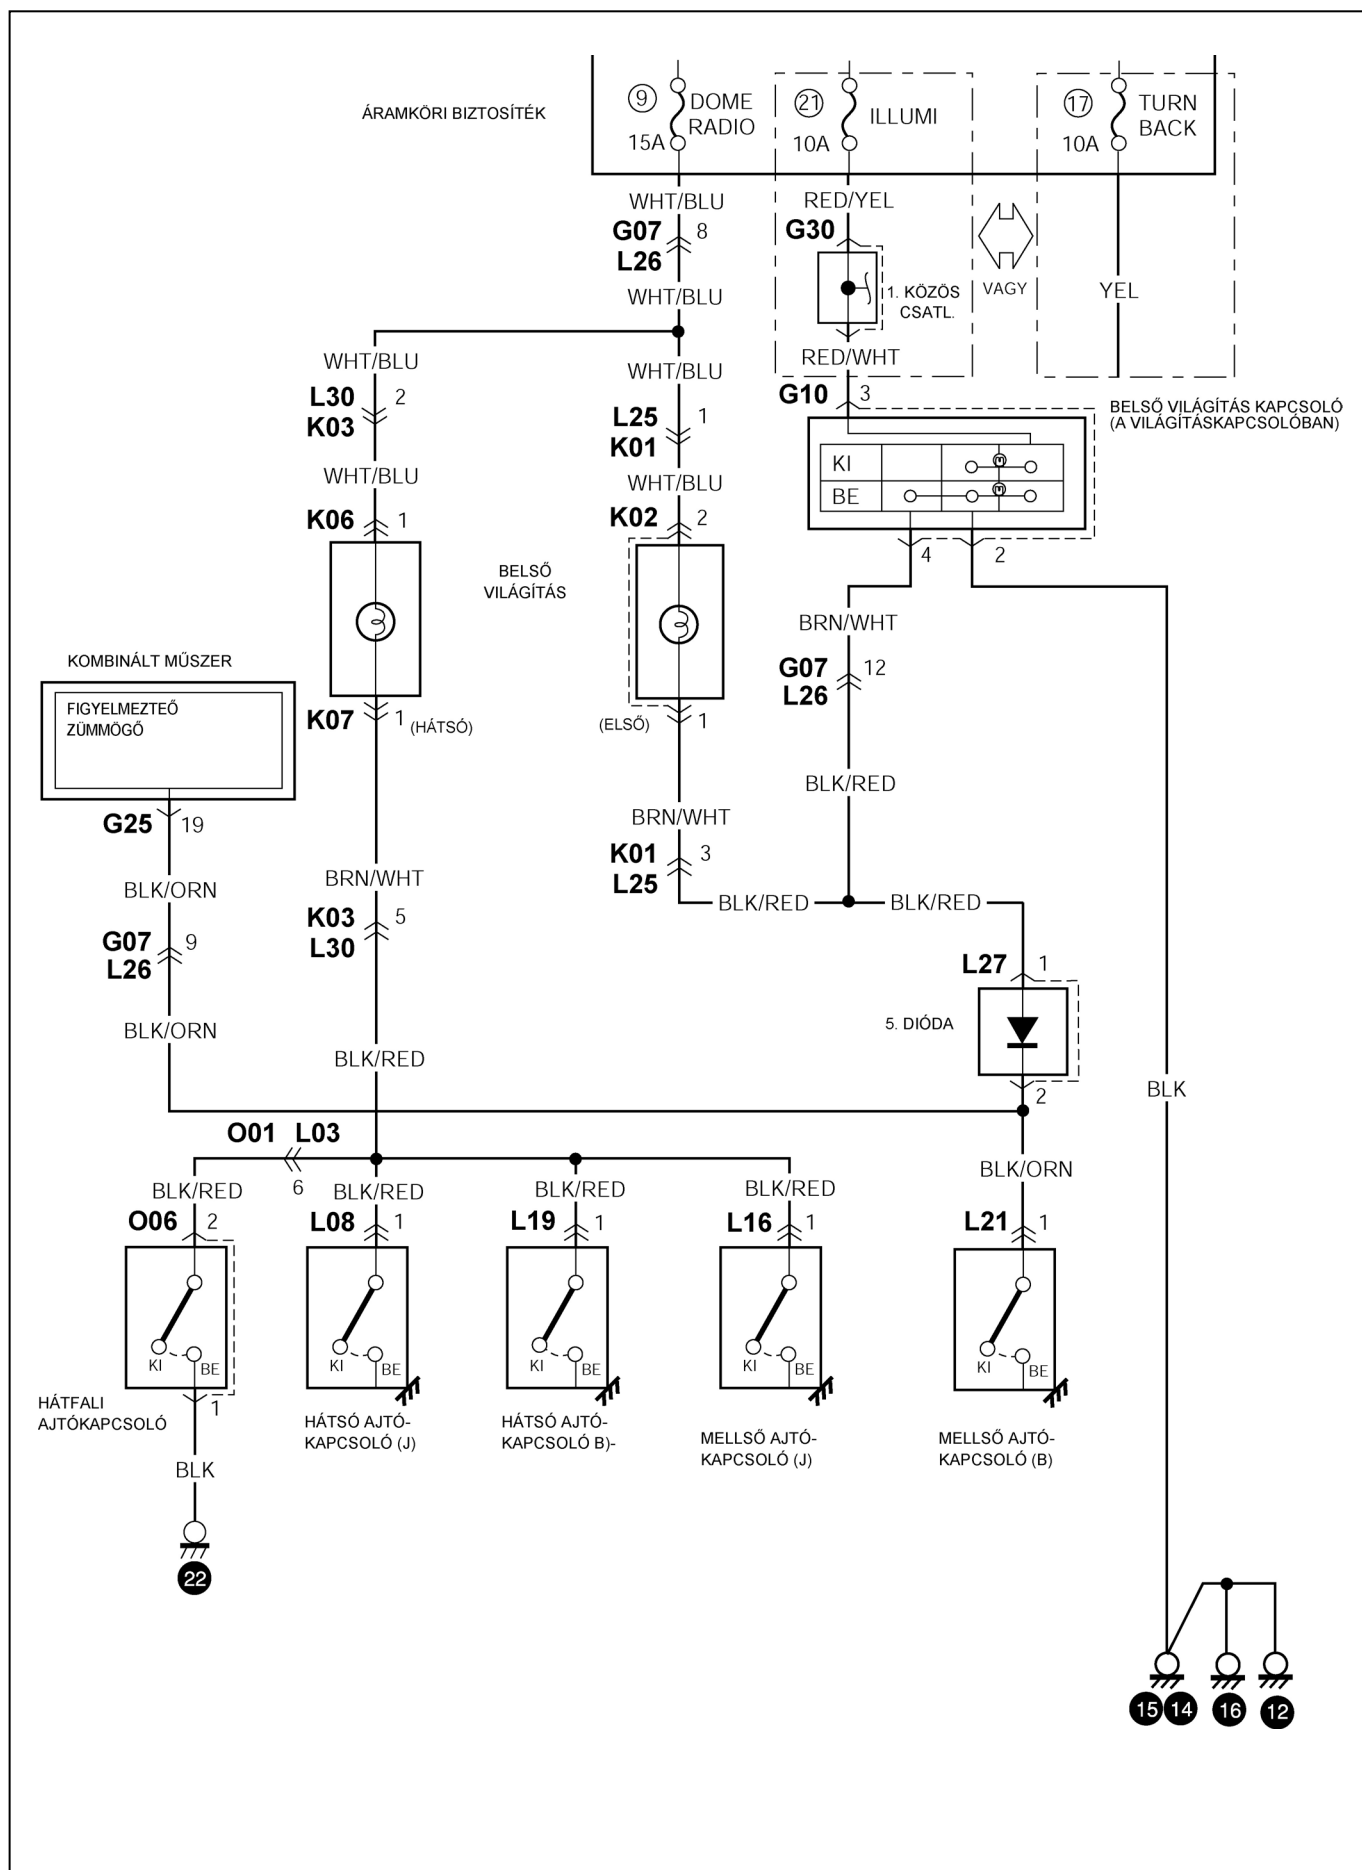 ÁRAMKÖRI BIZTOSÍTÉK
9
DOME
RADIO
15A
21
ILLUMI
10A
17
TURN
BACK
10A
WHT/BLU
RED/YEL
G07
8
L26
G30
WHT/BLU
1. KÖZÖS
CSATL.
VAGY
YEL
WHT/BLU
WHT/BLU
RED/WHT
L30
2
K03
L25
1
K01
G10
3
BELSŐ VILÁGÍTÁS KAPCSOLÓ
(A VILÁGÍTÁSKAPCSOLÓBAN)
WHT/BLU
WHT/BLU
KI
BE
K06
1
K02
2
4
2
BELSŐ
VILÁGÍTÁS
BRN/WHT
KOMBINÁLT MŰSZER
G07
12
L26
FIGYELMEZTEŐ
ZÜMMÖGŐ
K07
1
(HÁTSÓ)
(ELSŐ)
1
BLK/RED
G25
19
BRN/WHT
BLK/ORN
BRN/WHT
K01
3
L25
BLK/RED
BLK/RED
G07
9
L26
K03
5
L30
L27
1
BLK/ORN
5. DIÓDA
BLK/RED
2
BLK
O01
L03
6
BLK/RED
BLK/RED
BLK/RED
BLK/RED
BLK/ORN
O06
2
L08
1
L19
1
L16
1
L21
1
KI
BE
KI
BE
KI
BE
KI
BE
KI
BE
1
HÁTFALI
AJTÓKAPCSOLÓ
HÁTSÓ AJTÓ-
KAPCSOLÓ (J)
HÁTSÓ AJTÓ-
KAPCSOLÓ B)-
MELLSŐ AJTÓ-
KAPCSOLÓ (J)
MELLSŐ AJTÓ-
KAPCSOLÓ (B)
BLK
22
15
14
16
12